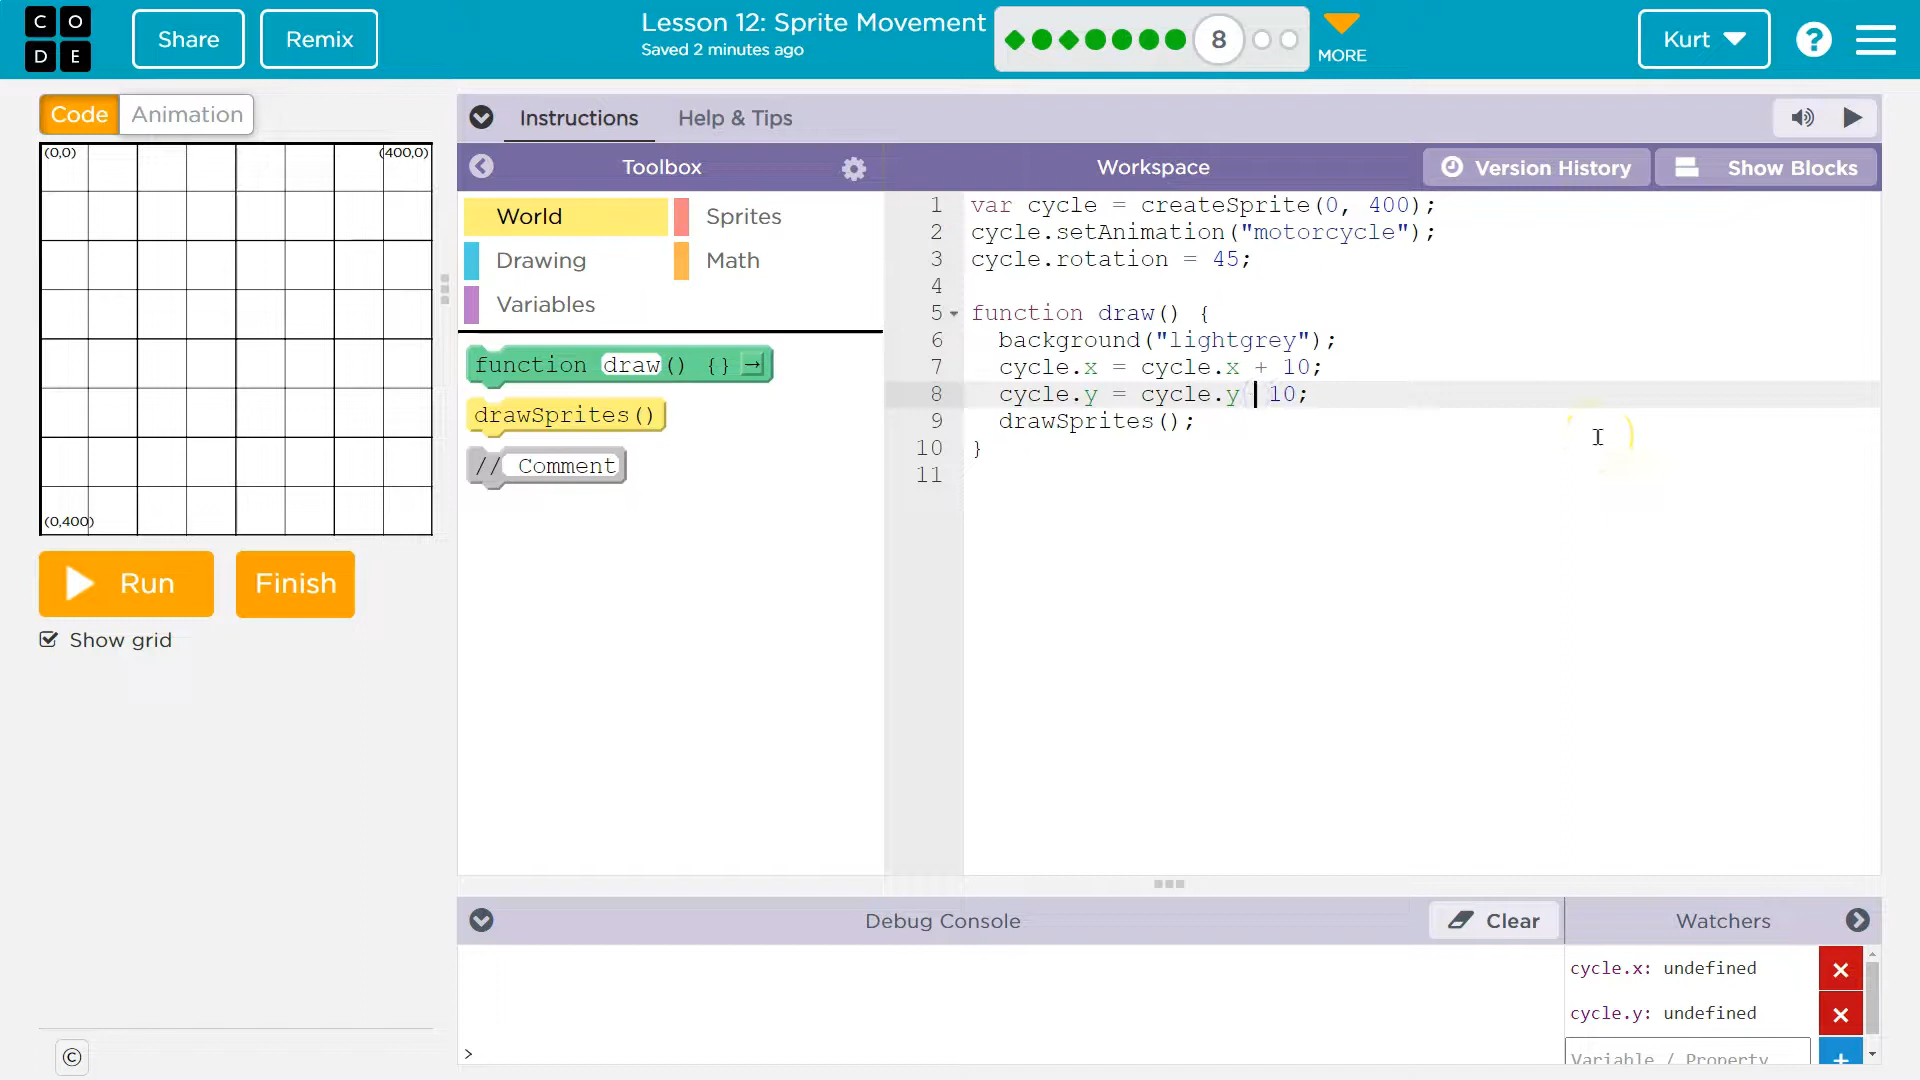 C O
D E
Share
Remix
Lesson 12: Sprite Movement
Saved 2 minutes ago
8
MORE
Kurt
?
Code
Animation
Instructions
Help & Tips
Toolbox
Workspace
Version History
Show Blocks
(0,0)
(400,0)
(0,400)
World
Sprites
Drawing
Math
Variables
function draw() {}
drawSprites()
// Comment
1 var cycle = createSprite(0, 400);
2 cycle.setAnimation("motorcycle");
3 cycle.rotation = 45;
4
5 function draw() {
6 background("lightgrey");
7 cycle.x = cycle.x + 10;
8 cycle.y = cycle.y 10;
9 drawSprites();
10 }
11
Run
Finish
Show grid
Debug Console
Clear
Watchers
cycle.x: undefined
cycle.y: undefined
Variable / Property
>
©